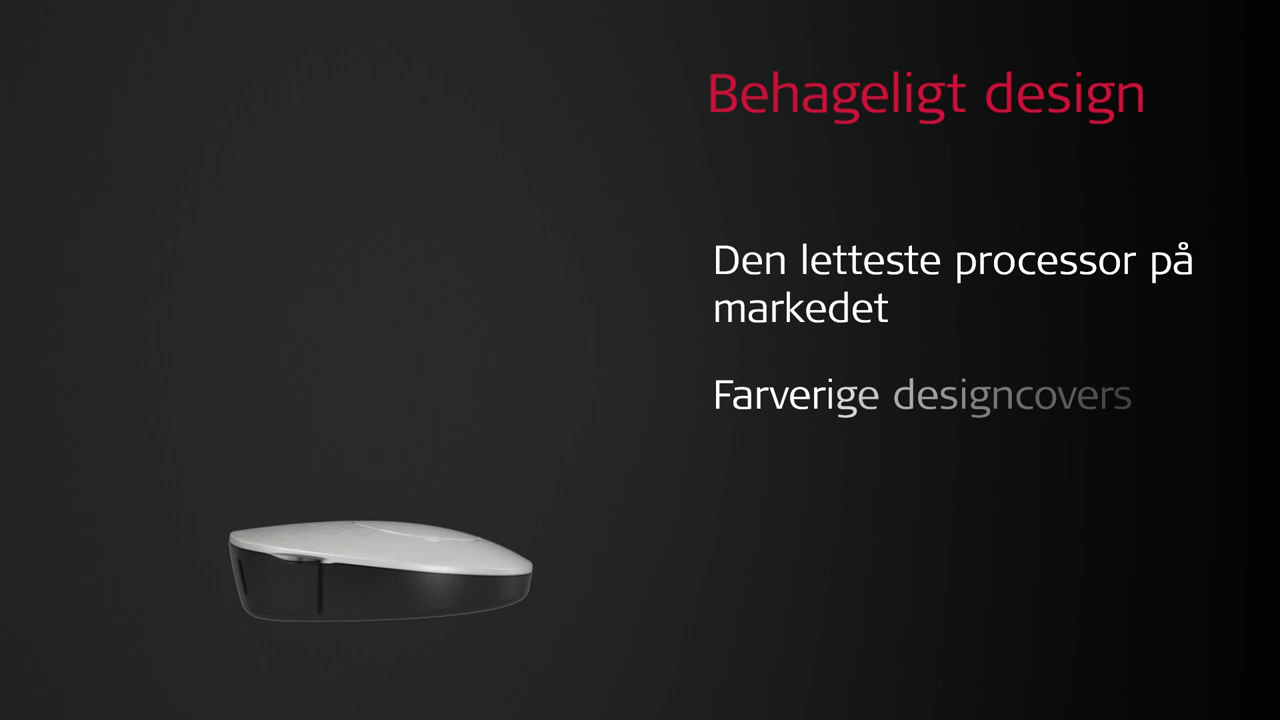 Behageligt design
Den letteste processor på
markedet
Farverige designcovers